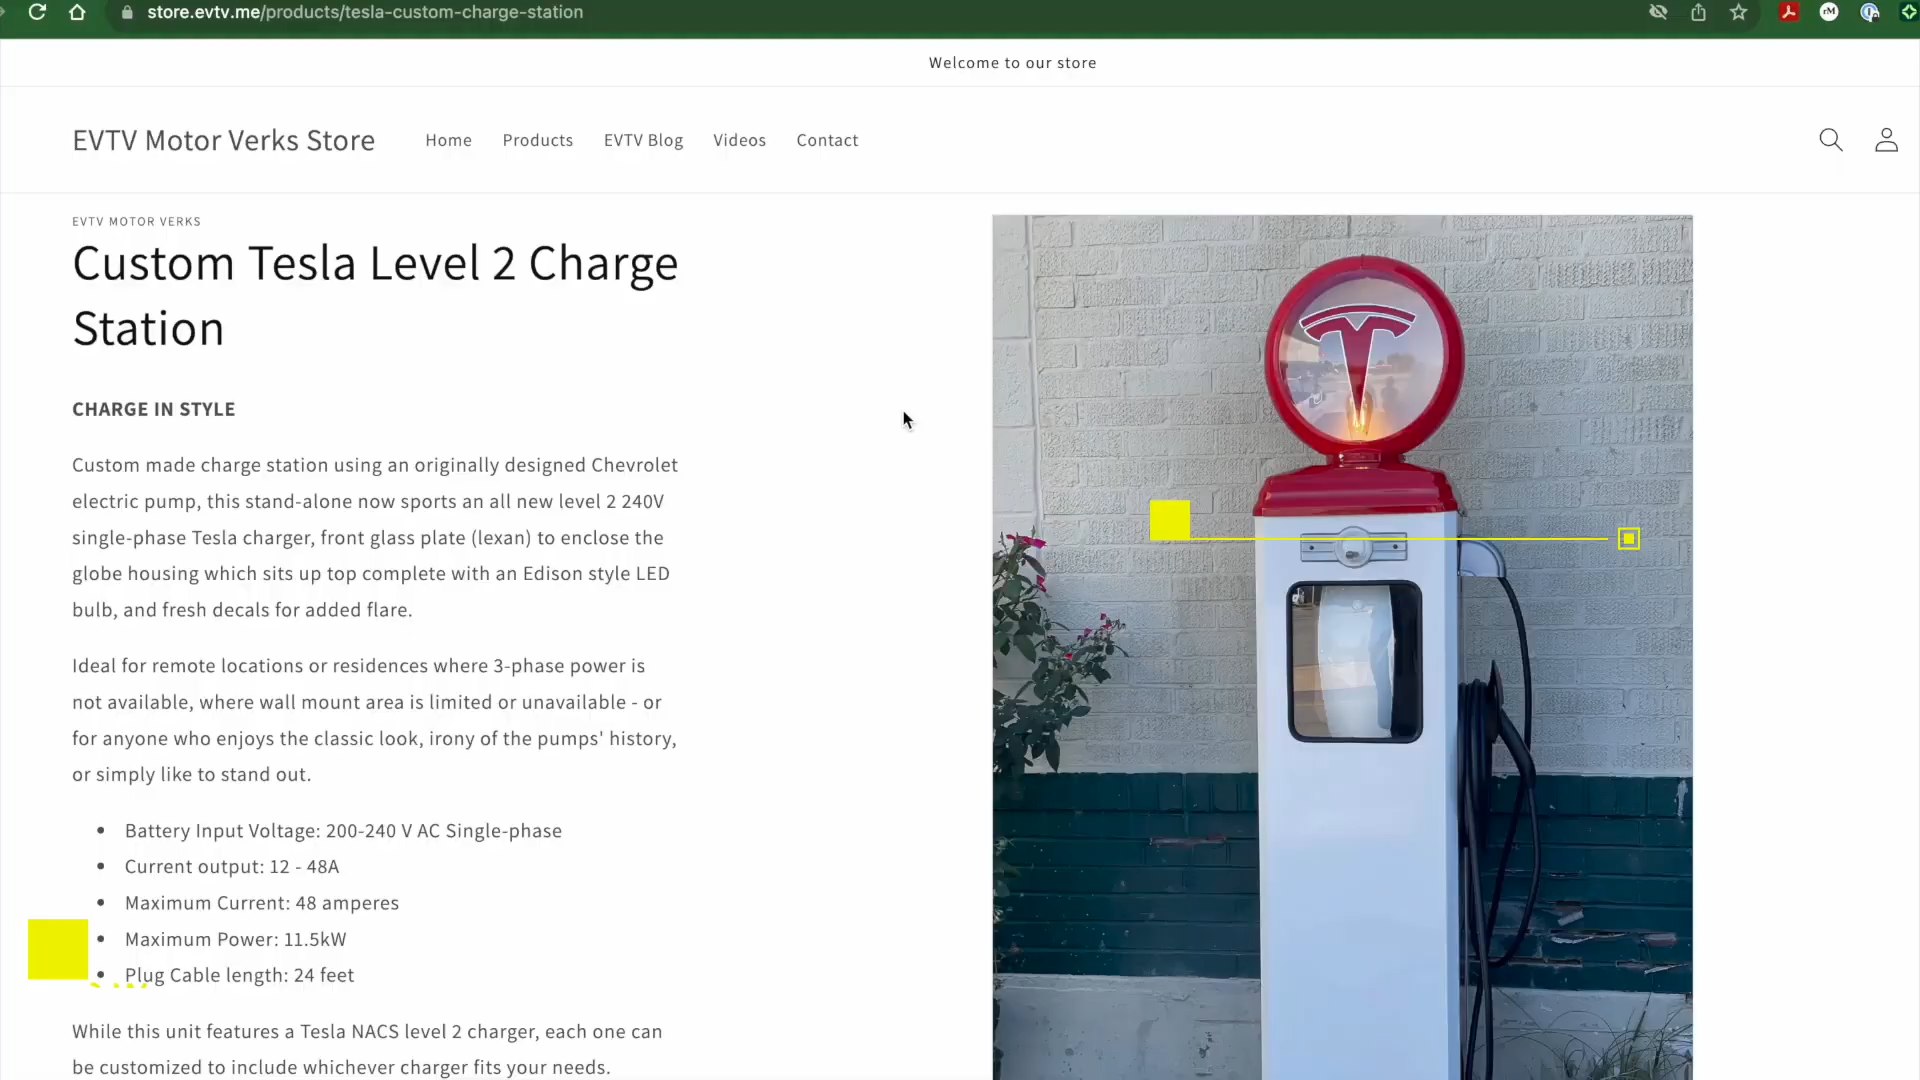 store.evtv.me/products/tesla-custom-charge-station
Welcome to our store
EVTV Motor Verks Store
Home
Products
EVTV Blog
Videos
Contact
EVTV MOTOR VERKS
Custom Tesla Level 2 Charge
Station
CHARGE IN STYLE
Custom made charge station using an originally designed Chevrolet
electric pump, this stand-alone now sports an all new level 2 240V
single-phase Tesla charger, front glass plate (lexan) to enclose the
globe housing which sits up top complete with an Edison style LED
bulb, and fresh decals for added flare.
Ideal for remote locations or residences where 3-phase power is
not available, where wall mount area is limited or unavailable - or
for anyone who enjoys the classic look, irony of the pumps' history,
or simply like to stand out.
Battery Input Voltage: 200-240 V AC Single-phase
Current output: 12 - 48A
Maximum Current: 48 amperes
Maximum Power: 11.5kW
Plug Cable length: 24 feet
While this unit features a Tesla NACS level 2 charger, each one can
be customized to include whichever charger fits your needs.